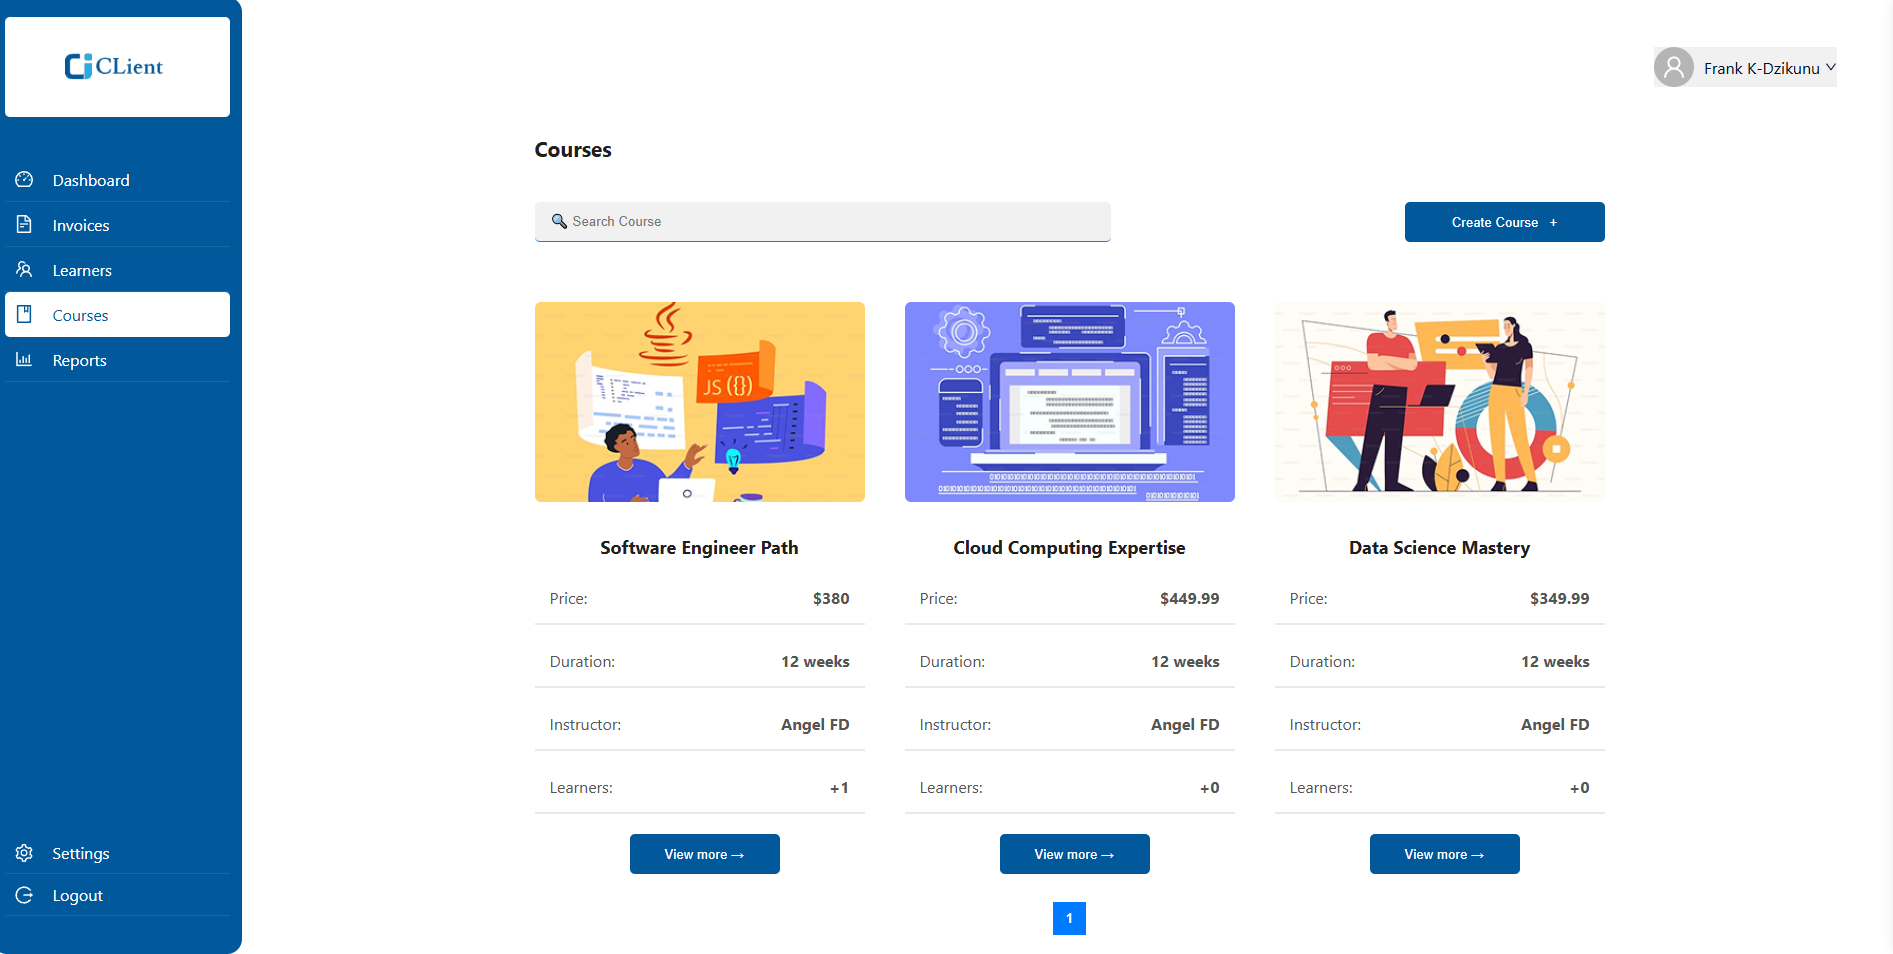 CLient
Frank K-Dzikunu
Dashboard
Invoices
Learners
Courses
Reports
Settings
Logout
Courses
🔍 Search Course
Create Course +
JS ({})
Software Engineer Path
Price: $380
Duration: 12 weeks
Instructor: Angel FD
Learners: +1
View more →
Cloud Computing Expertise
Price: $449.99
Duration: 12 weeks
Instructor: Angel FD
Learners: +0
View more →
Data Science Mastery
Price: $349.99
Duration: 12 weeks
Instructor: Angel FD
Learners: +0
View more →
1